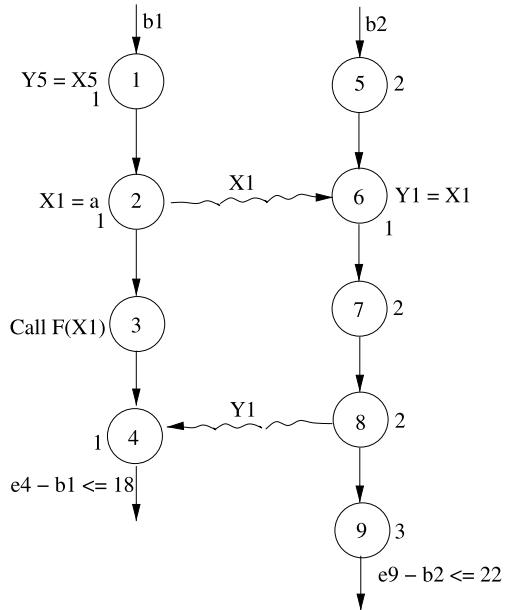 b1
b2
Y5 = X5
1
1
5
2
X1 = a
1
2
X1
6
Y1 = X1
1
Call F(X1)
3
7
2
1
4
Y1
8
2
e4 - b1 <= 18
9
3
e9 - b2 <= 22